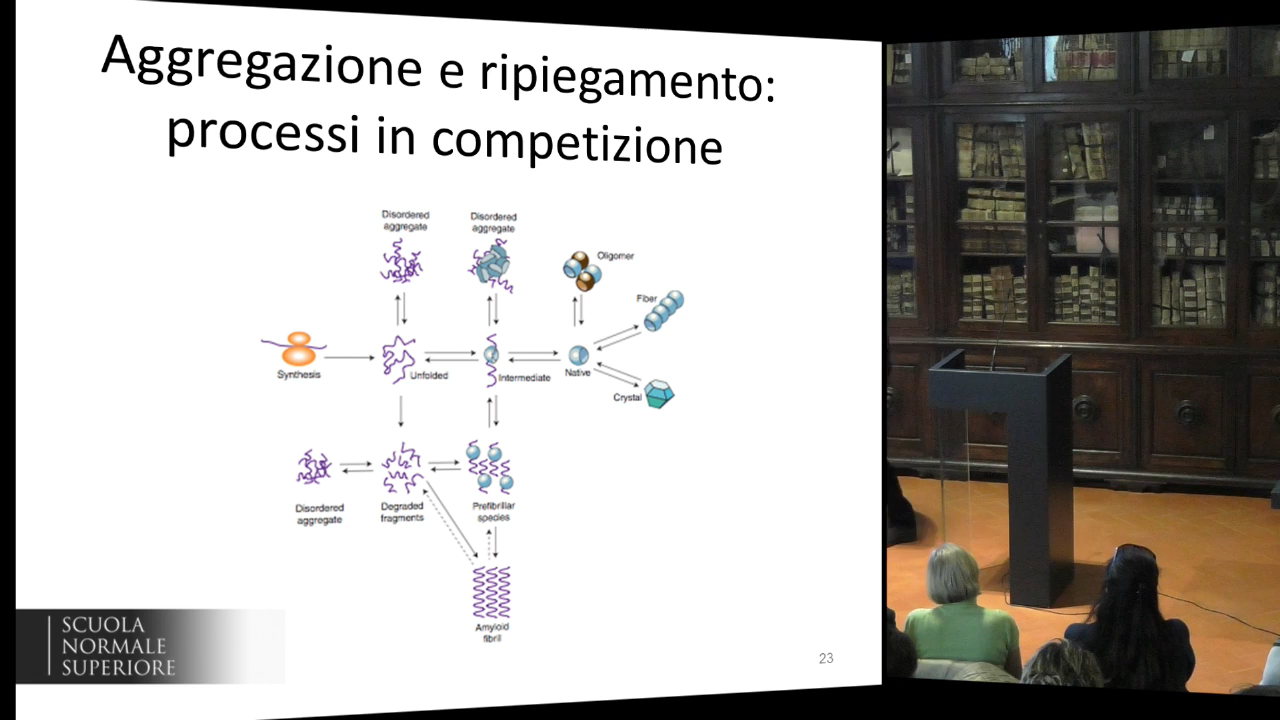 Aggregazione e ripiegamento:
processi in competizione
Disordered
aggregate
Disordered
aggregate
Oligomer
Fiber
Synthesis
Unfolded
Intermediate
Native
Crystal
Disordered
aggregate
Degraded
fragments
Prefibrillar
species
Amyloid
fibril
SCUOLA
NORMALE
SUPERIORE
23